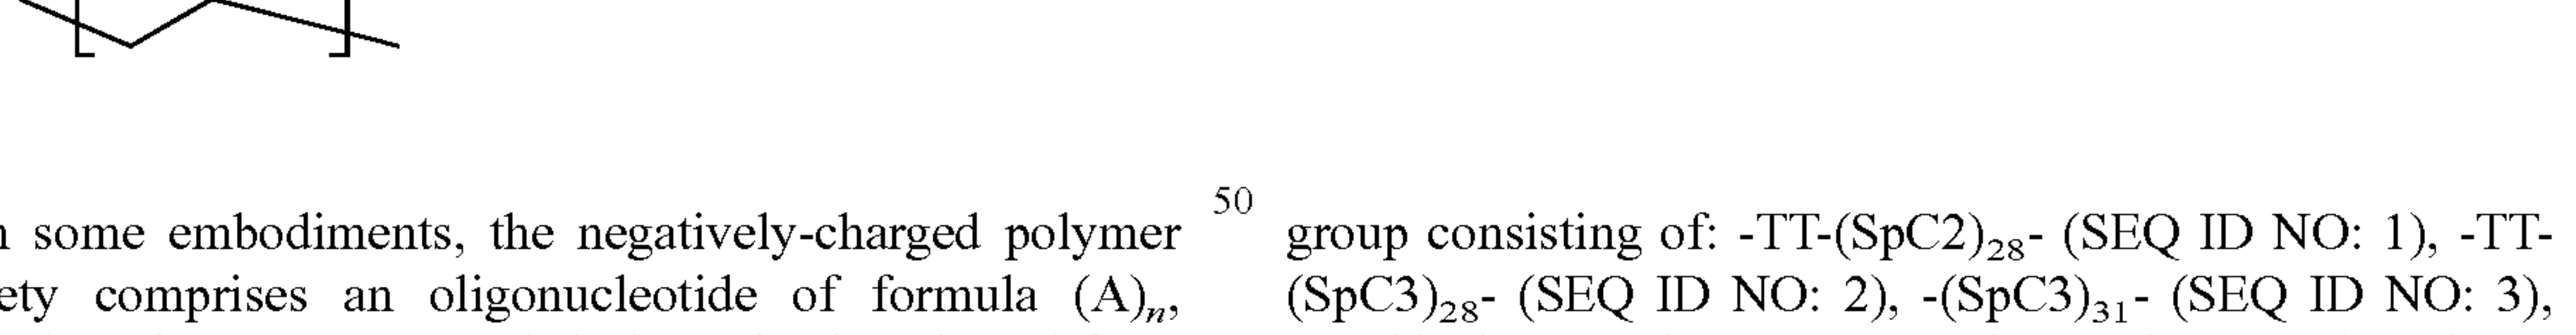 some embodiments, the negatively-charged polymer
comprises an oligonucleotide of formula (A)n,
50
group consisting of: -TT-(SpC2)28- (SEQ ID NO: 1), -TT-
(SpC3)28- (SEQ ID NO: 2), -(SpC3)31- (SEQ ID NO: 3),